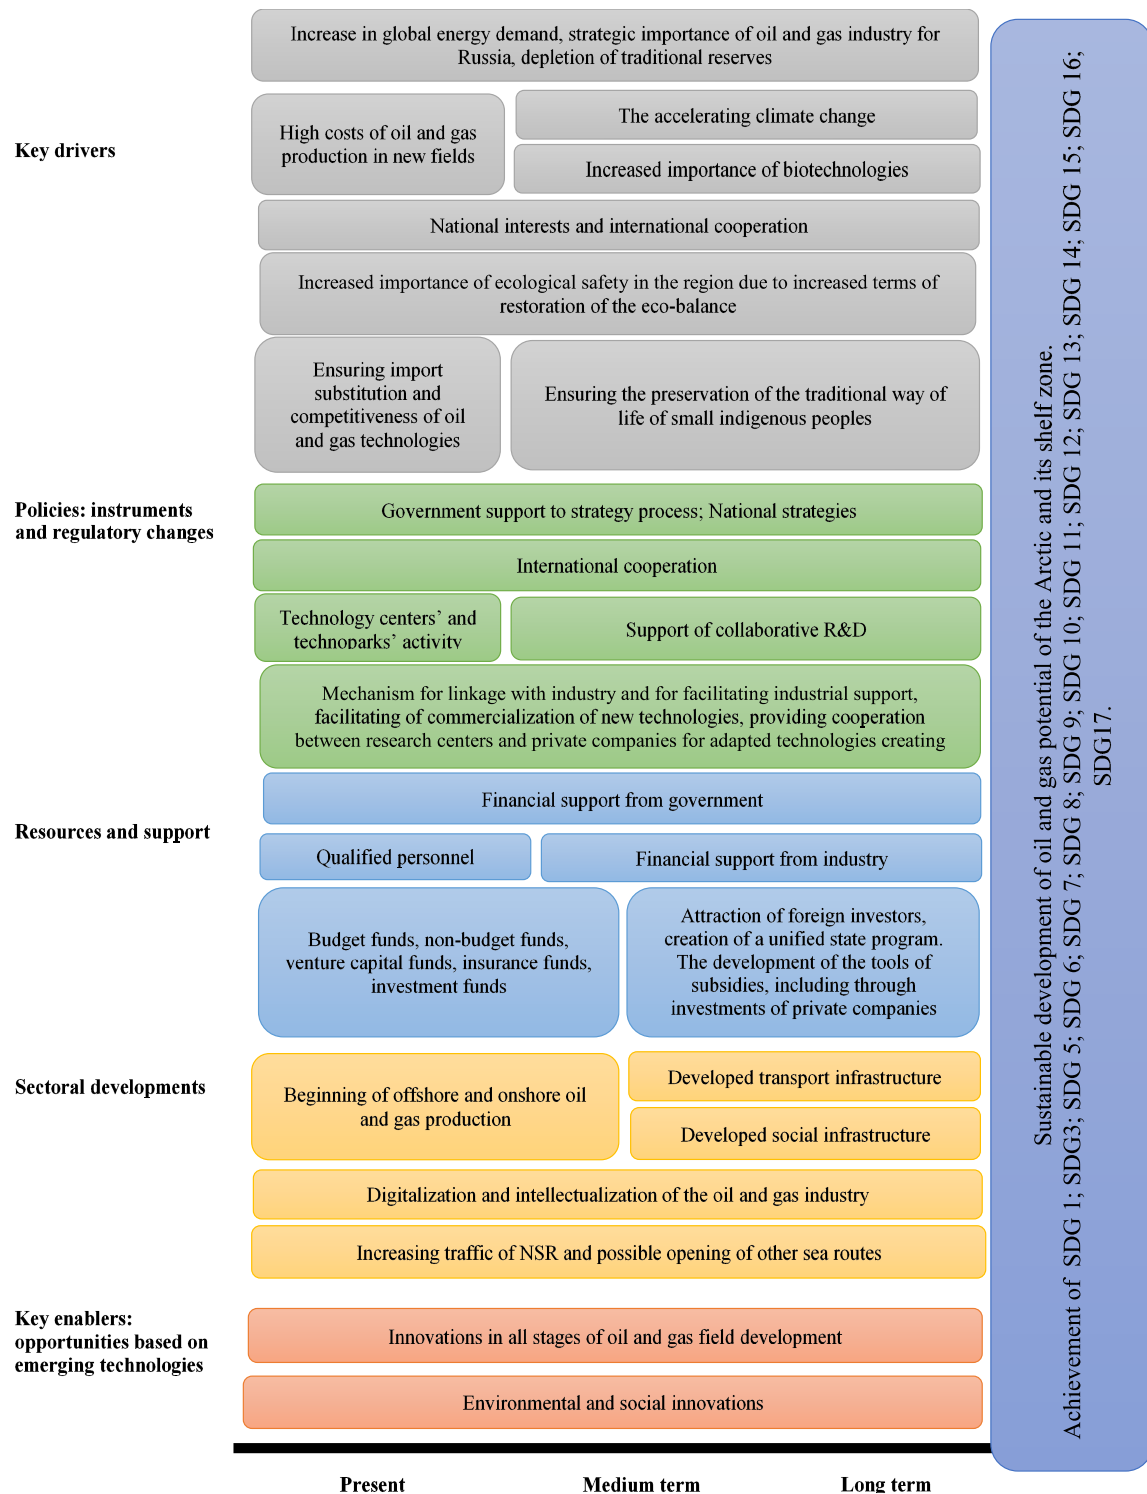 Increase in global energy demand, strategic importance of oil and gas industry for
Russia, depletion of traditional reserves
Key drivers
High costs of oil and gas
production in new fields
The accelerating climate change
Increased importance of biotechnologies
National interests and international cooperation
Increased importance of ecological safety in the region due to increased terms of
restoration of the eco-balance
Ensuring import
substitution and
competitiveness of oil
and gas technologies
Ensuring the preservation of the traditional way of
life of small indigenous peoples
Policies: instruments
and regulatory changes
Government support to strategy process; National strategies
International cooperation
Technology centers’ and
technoparks’ activity
Support of collaborative R&D
Mechanism for linkage with industry and for facilitating industrial support,
facilitating of commercialization of new technologies, providing cooperation
between research centers and private companies for adapted technologies creating
Resources and support
Financial support from government
Qualified personnel
Financial support from industry
Budget funds, non-budget funds,
venture capital funds, insurance funds,
investment funds
Attraction of foreign investors,
creation of a unified state program.
The development of the tools of
subsidies, including through
investments of private companies
Sectoral developments
Beginning of offshore and onshore oil
and gas production
Developed transport infrastructure
Developed social infrastructure
Digitalization and intellectualization of the oil and gas industry
Increasing traffic of NSR and possible opening of other sea routes
Key enablers:
opportunities based on
emerging technologies
Innovations in all stages of oil and gas field development
Environmental and social innovations
Present
Medium term
Long term
Sustainable development of oil and gas potential of the Arctic and its shelf zone.
Achievement of SDG 1; SDG3; SDG 5; SDG 6; SDG 7; SDG 8; SDG 9; SDG 10; SDG 11; SDG 12; SDG 13; SDG 14; SDG 15; SDG 16;
SDG17.